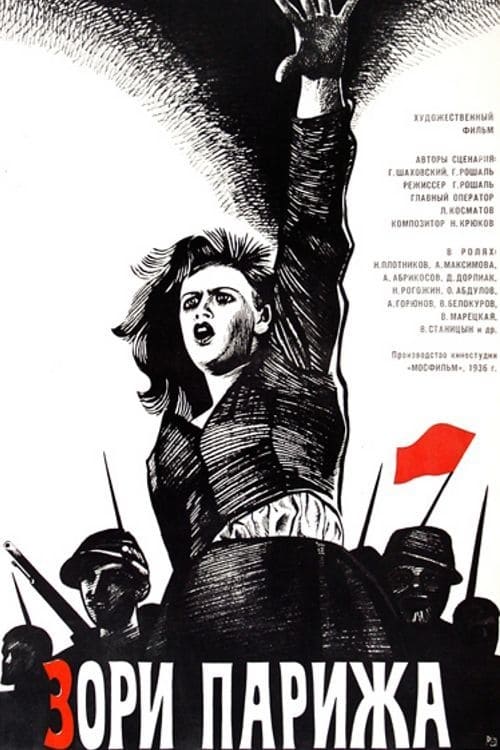 ХУДОЖЕСТВЕННЫЙ
ФИЛЬМ
АВТОРЫ СЦЕНАРИЯ:
Г. ШАХОВСКИЙ, Г. РОШАЛЬ
РЕЖИССЕР Г. РОШАЛЬ
ГЛАВНЫЙ ОПЕРАТОР
Л. КОСМАТОВ
КОМПОЗИТОР Н. КРЮКОВ
В РОЛЯХ:
Н. ПЛОТНИКОВ, А. МАКСИМОВА,
А. АБРИКОСОВ, Д. ДОРЛИАК,
Н. РОГОЖИН, О. АБДУЛОВ,
А. ГОРЮНОВ, В. БЕЛОКУРОВ,
В. МАРЕЦКАЯ,
В. СТАНИЦЫН и др.
Производство киностудии
«МОСФИЛЬМ», 1936 г.
ЗОРИ ПАРИЖА